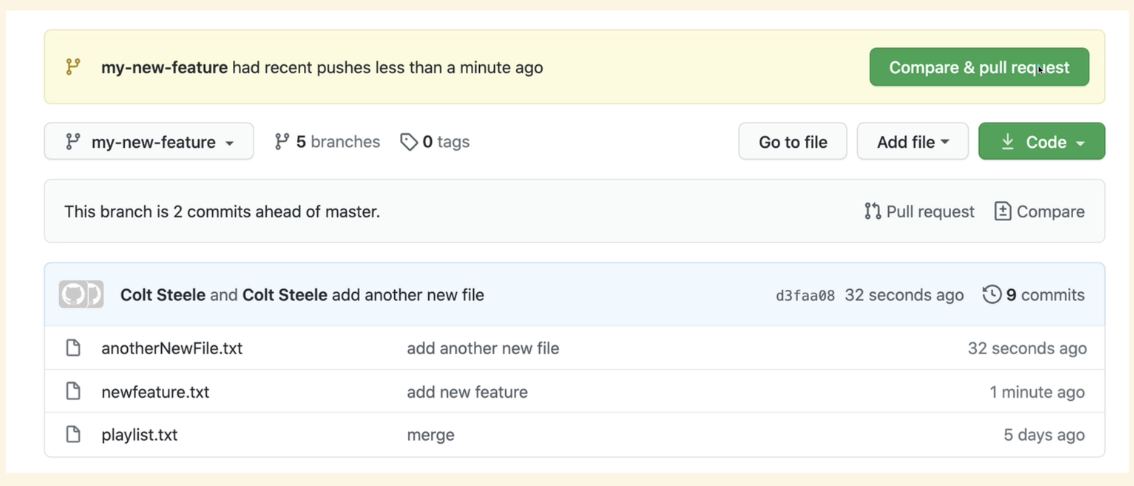 my-new-feature had recent pushes less than a minute ago Compare & pull request
my-new-feature 5 branches 0 tags Go to file Add file Code
This branch is 2 commits ahead of master. Pull request Compare
Colt Steele and Colt Steele add another new file d3faa08 32 seconds ago 9 commits
anotherNewFile.txt add another new file 32 seconds ago
newfeature.txt add new feature 1 minute ago
playlist.txt merge 5 days ago